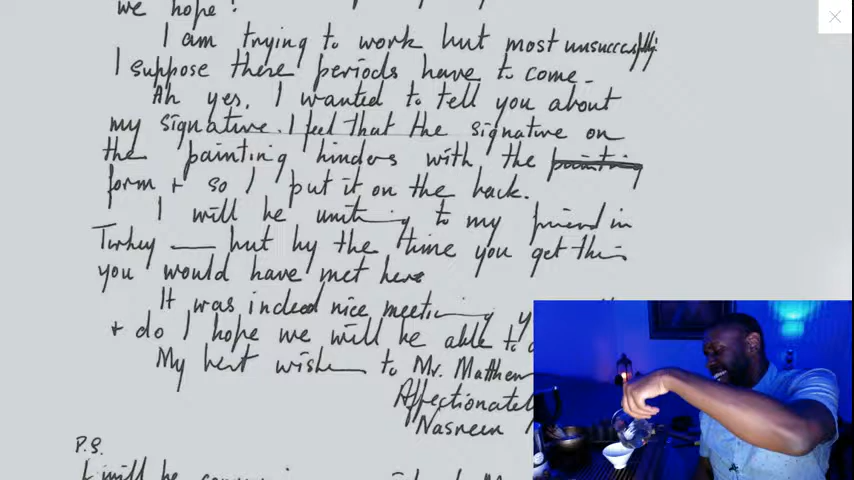 we hope!
I am trying to work but most unsuccessfully
I suppose these periods have to come –
Ah yes, I wanted to tell you about
my signature. I feel that the signature on
the painting hinders with the painting
form + so I put it on the back.
I will be writing to my friend in
Turkey — but by the time you get this
you would have met her
It was indeed nice meeting
+ do I hope we will be able to
My best wishes to Mr. Matthew
Affectionately
Nasreen
P.S.
I will be